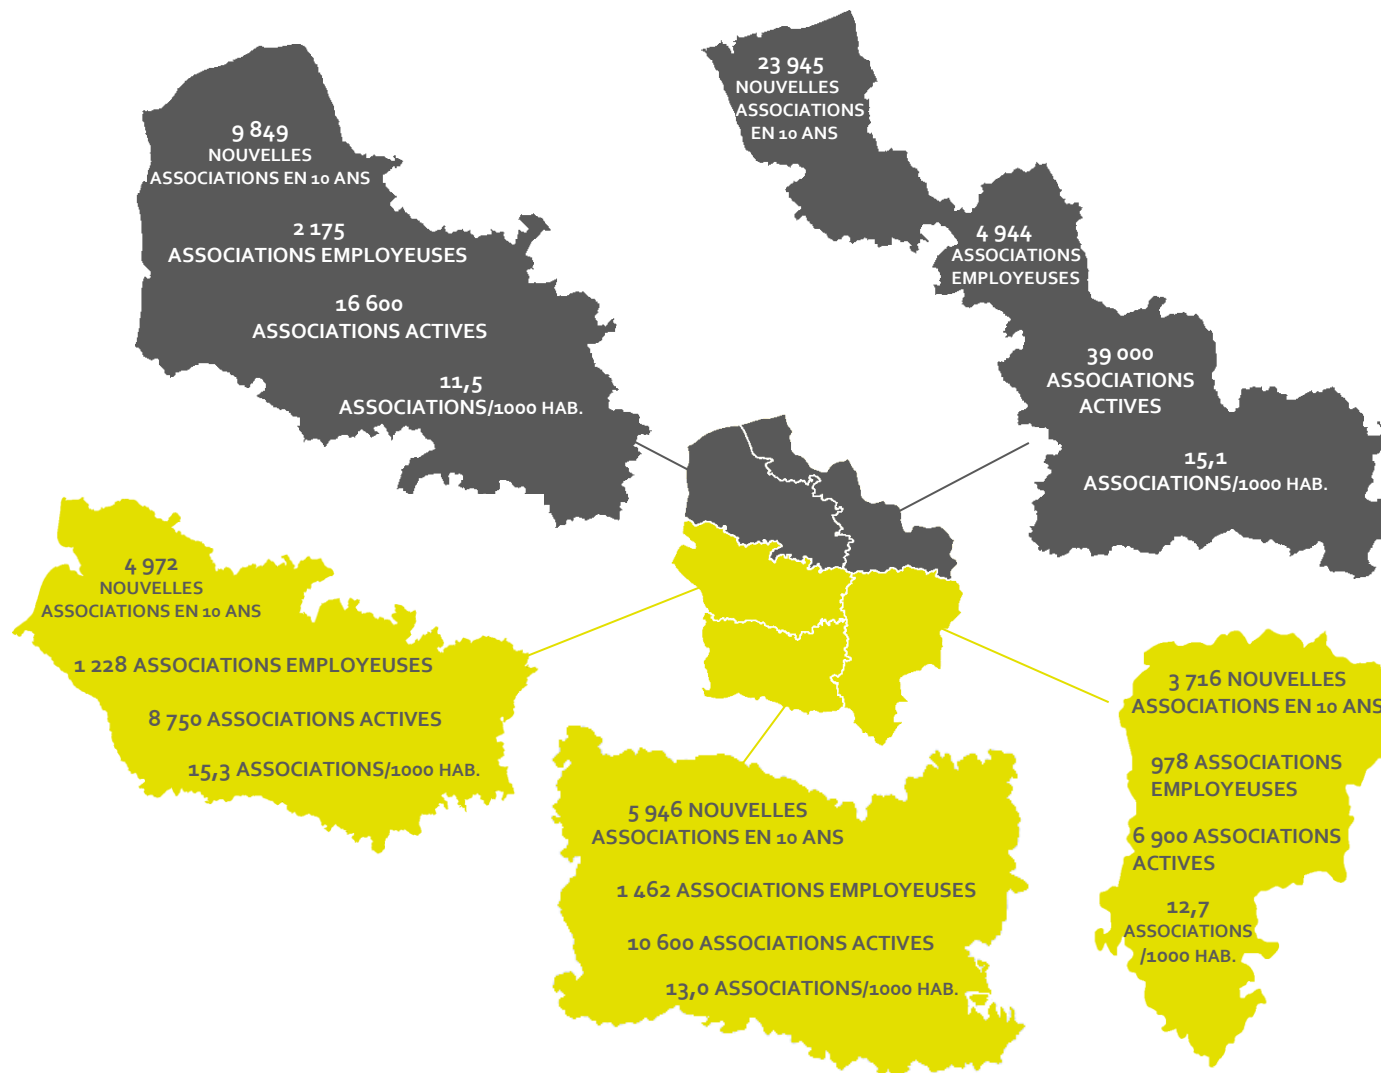 9 849
NOUVELLES
ASSOCIATIONS EN 10 ANS
2 175
ASSOCIATIONS EMPLOYEUSES
16 600
ASSOCIATIONS ACTIVES
11,5
ASSOCIATIONS/1000 HAB.
23 945
NOUVELLES
ASSOCIATIONS
EN 10 ANS
4 944
ASSOCIATIONS
EMPLOYEUSES
39 000
ASSOCIATIONS
ACTIVES
15,1
ASSOCIATIONS/1000 HAB.
4 972
NOUVELLES
ASSOCIATIONS EN 10 ANS
1 228 ASSOCIATIONS EMPLOYEUSES
8 750 ASSOCIATIONS ACTIVES
15,3 ASSOCIATIONS/1000 HAB.
5 946 NOUVELLES
ASSOCIATIONS EN 10 ANS
1 462 ASSOCIATIONS EMPLOYEUSES
10 600 ASSOCIATIONS ACTIVES
13,0 ASSOCIATIONS/1000 HAB.
3 716 NOUVELLES
ASSOCIATIONS EN 10 ANS
978 ASSOCIATIONS
EMPLOYEUSES
6 900 ASSOCIATIONS
ACTIVES
12,7
ASSOCIATIONS
/1000 HAB.